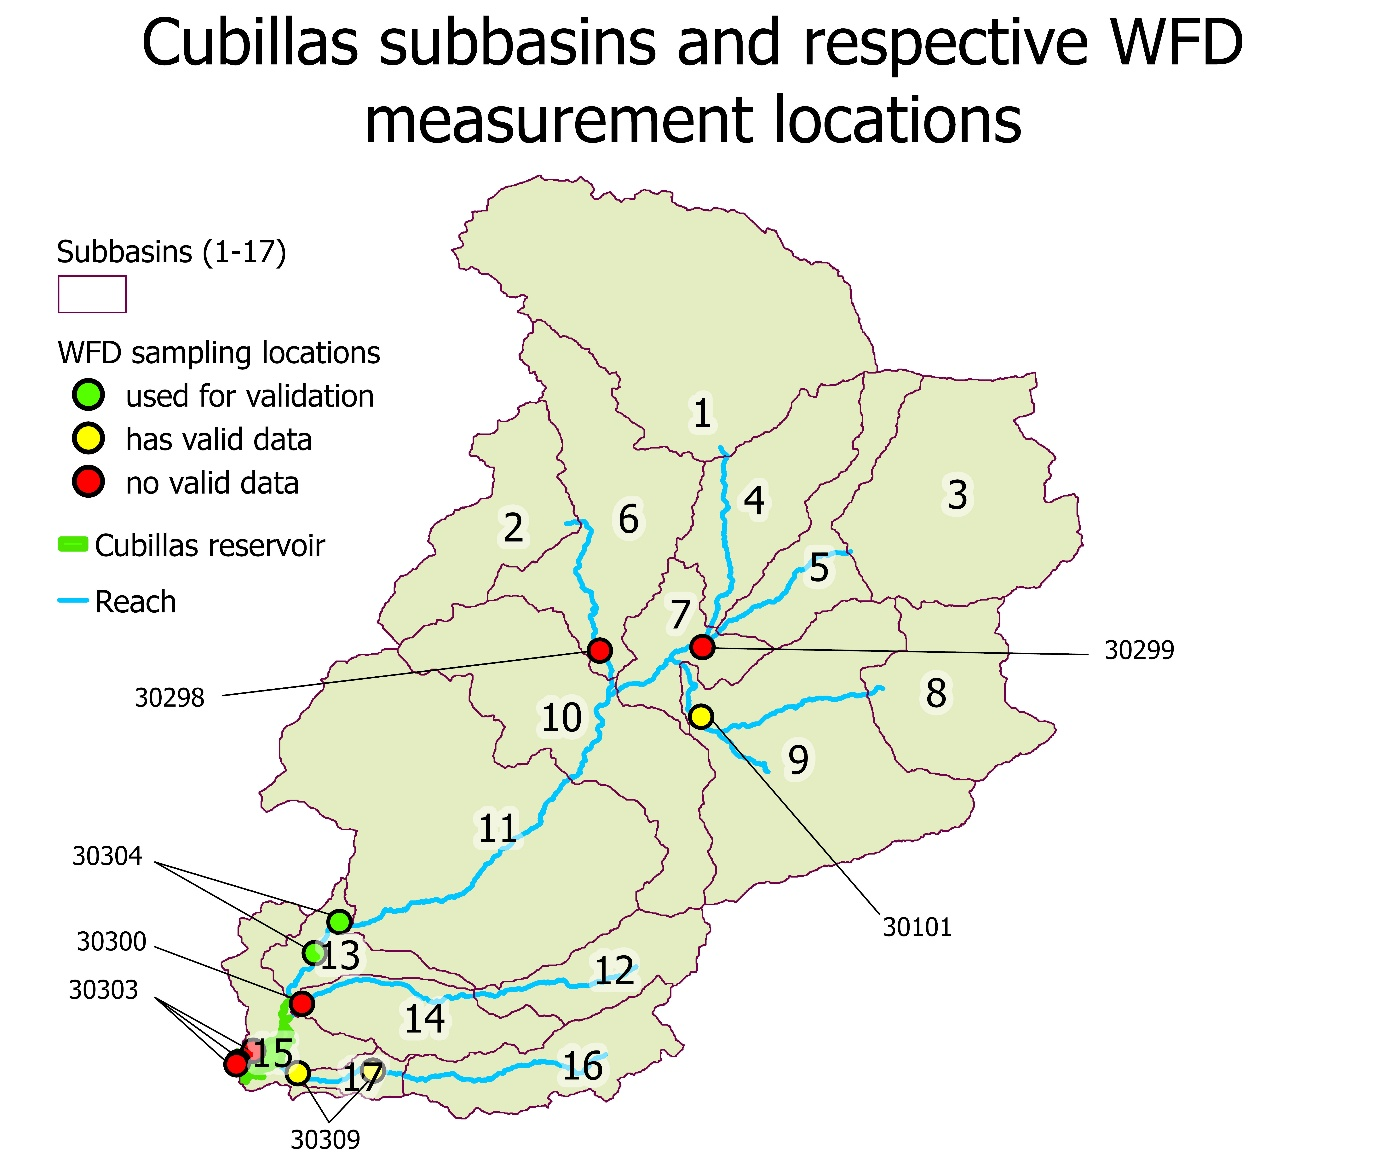 Cubillas subbasins and respective WFD
measurement locations
Subbasins (1-17)
WFD sampling locations
used for validation
has valid data
no valid data
Cubillas reservoir
Reach
1
3
4
6
2
5
7
30299
8
30298
10
9
11
30304
30101
30300
13
12
30303
14
15
16
17
30309